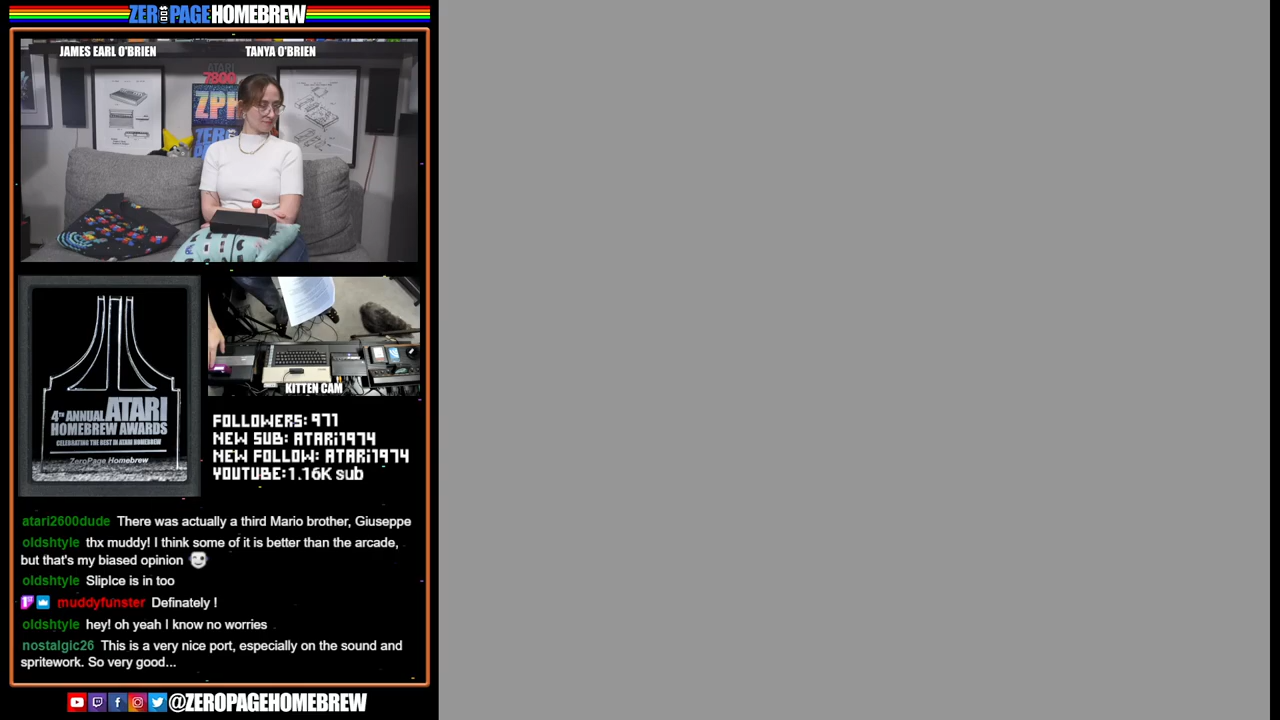 ZEROPAGE HOMEBREW
JAMES EARL O'BRIEN
TANYA O'BRIEN
ATARI
7800
ZPH
4TH ANNUAL ATARI
HOMEBREW AWARDS
CELEBRATING THE BEST IN ATARI HOMEBREW
ZeroPage Homebrew
KITTEN CAM
FOLLOWERS: 971
NEW SUB: ATARI1974
NEW FOLLOW: ATARI1974
YOUTUBE:1.16K sub
atari2600dude There was actually a third Mario brother, Giuseppe
oldshtyle thx muddy! I think some of it is better than the arcade,
but that's my biased opinion
oldshtyle SlipIce is in too
muddyfunster Definately !
oldshtyle hey! oh yeah I know no worries
nostalgic26 This is a very nice port, especially on the sound and
spritework. So very good...
@ZEROPAGEHOMEBREW